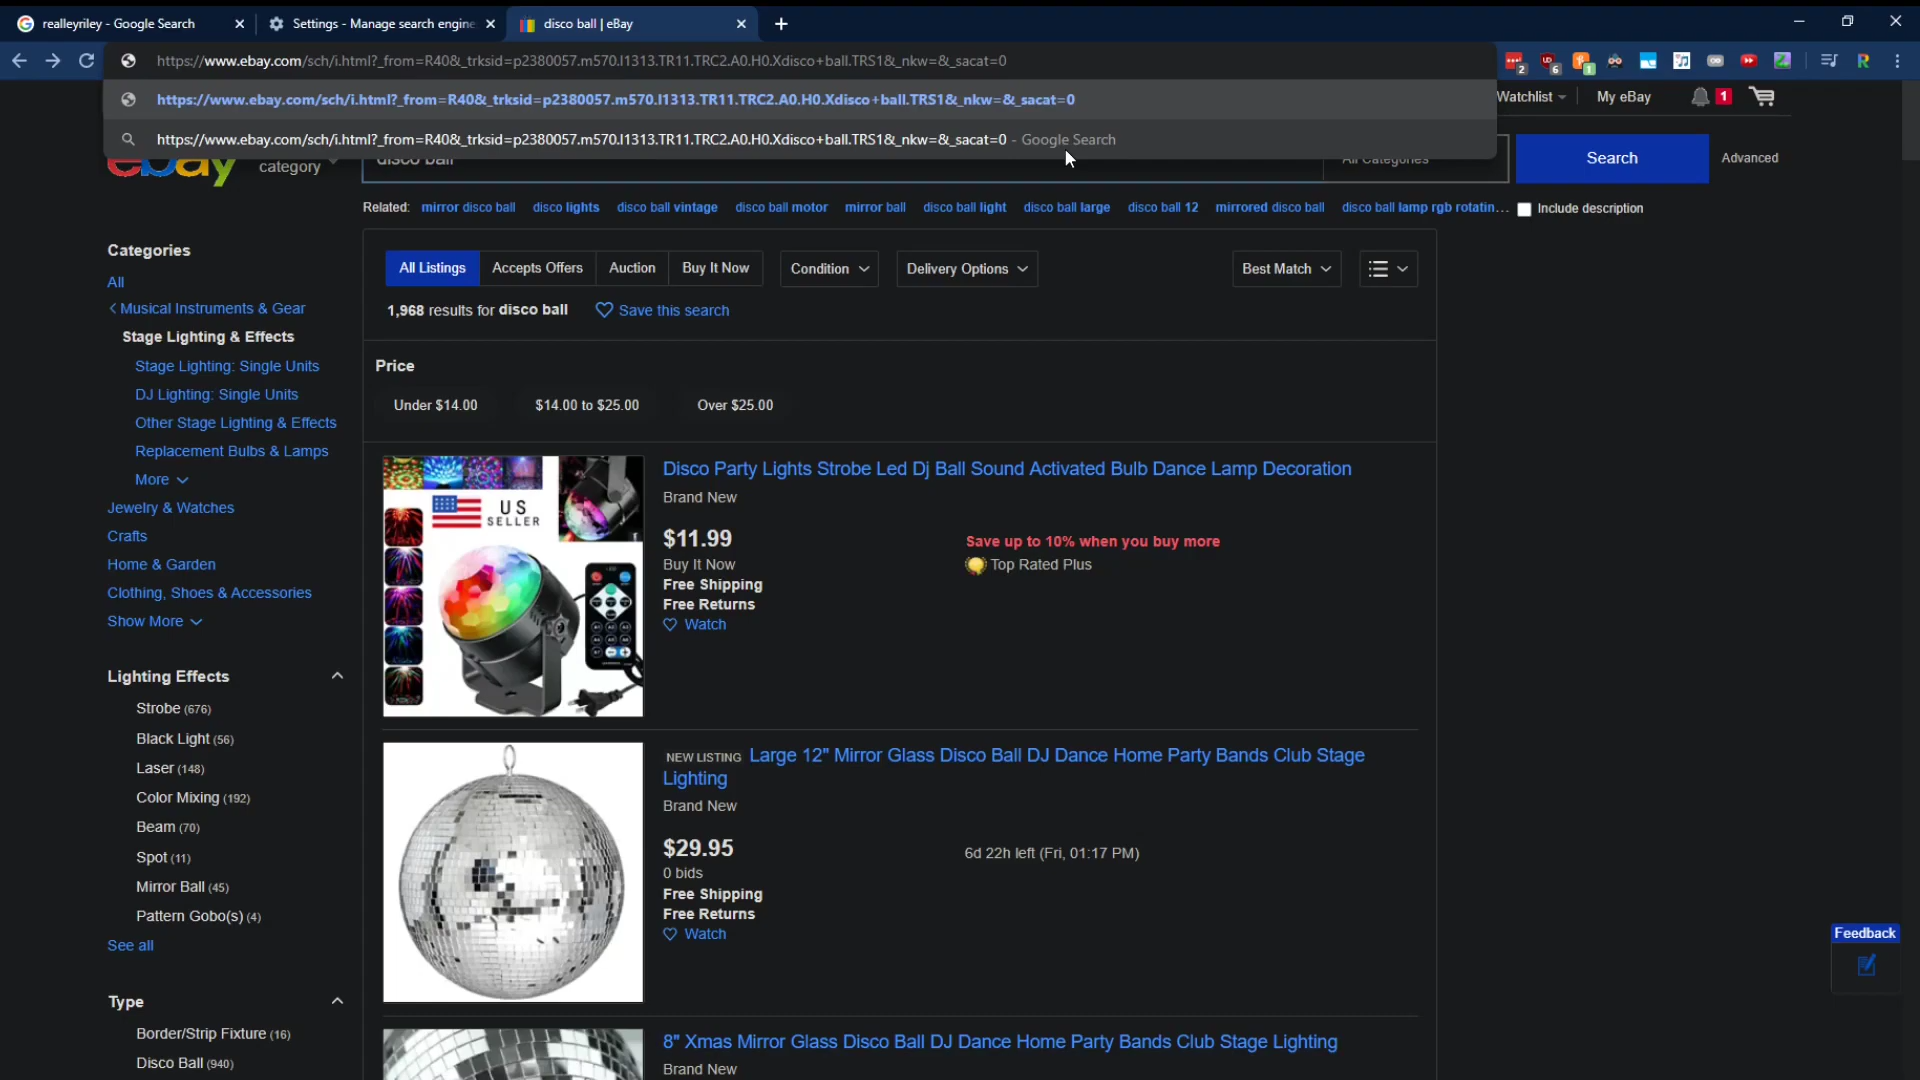 realleyriley - Google Search
Settings - Manage search engine
disco ball | eBay
https://www.ebay.com/sch/i.html?_from=R40&_trksid=p2380057.m570.l1313.TR11.TRC2.A0.H0.Xdisco+ball.TRS1&_nkw=&_sacat=0
https://www.ebay.com/sch/i.html?_from=R40&_trksid=p2380057.m570.l1313.TR11.TRC2.A0.H0.Xdisco+ball.TRS1&_nkw=&_sacat=0
https://www.ebay.com/sch/i.html?_from=R40&_trksid=p2380057.m570.l1313.TR11.TRC2.A0.H0.Xdisco+ball.TRS1&_nkw=&_sacat=0 - Google Search
2
6
1
R
Watchlist
My eBay
1
ebay
category
disco ball
All Categories
Search
Advanced
Related: mirror disco ball disco lights disco ball vintage disco ball motor mirror ball disco ball light disco ball large disco ball 12 mirrored disco ball disco ball lamp rgb rotatin...
Include description
Categories
All
Musical Instruments & Gear
Stage Lighting & Effects
Stage Lighting: Single Units
DJ Lighting: Single Units
Other Stage Lighting & Effects
Replacement Bulbs & Lamps
More
Jewelry & Watches
Crafts
Home & Garden
Clothing, Shoes & Accessories
Show More
Lighting Effects
Strobe (676)
Black Light (56)
Laser (148)
Color Mixing (192)
Beam (70)
Spot (11)
Mirror Ball (45)
Pattern Gobo(s) (4)
See all
Type
Border/Strip Fixture (16)
Disco Ball (940)
All Listings
Accepts Offers
Auction
Buy It Now
Condition
Delivery Options
Best Match
1,968 results for disco ball
Save this search
Price
Under $14.00
$14.00 to $25.00
Over $25.00
US
SELLER
Disco Party Lights Strobe Led Dj Ball Sound Activated Bulb Dance Lamp Decoration
Brand New
$11.99
Buy It Now
Free Shipping
Free Returns
Watch
Save up to 10% when you buy more
Top Rated Plus
NEW LISTING Large 12" Mirror Glass Disco Ball DJ Dance Home Party Bands Club Stage
Lighting
Brand New
$29.95
0 bids
Free Shipping
Free Returns
Watch
6d 22h left (Fri, 01:17 PM)
8" Xmas Mirror Glass Disco Ball DJ Dance Home Party Bands Club Stage Lighting
Brand New
Feedback